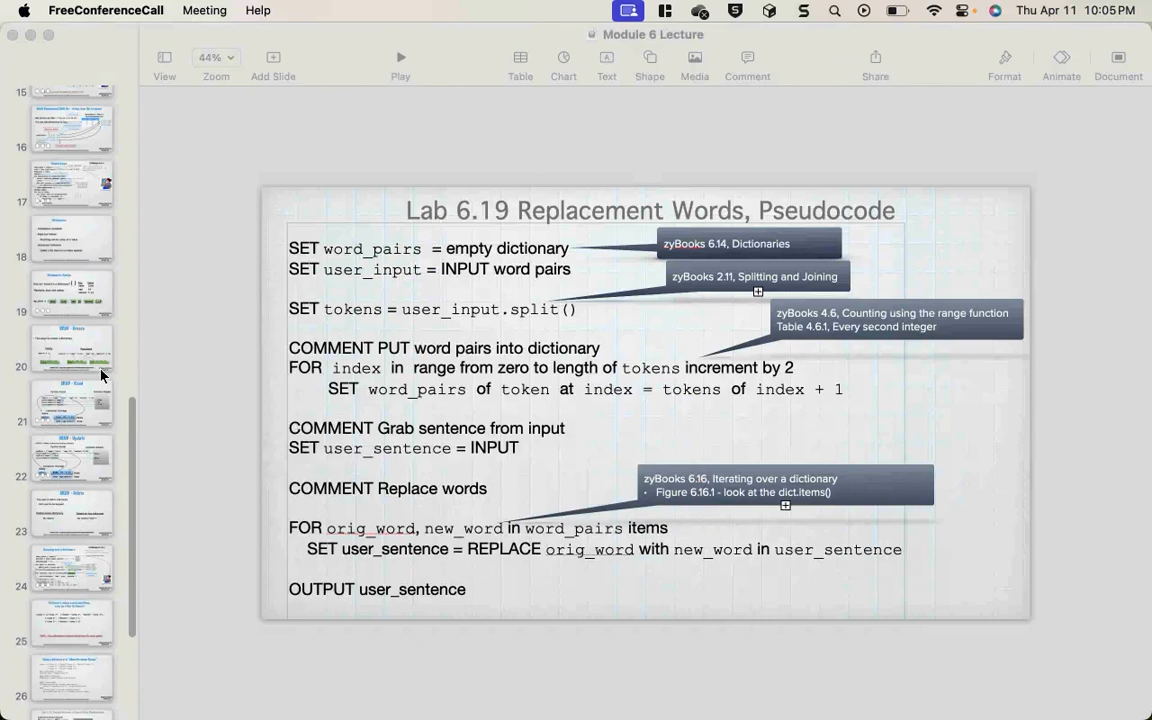 FreeConferenceCall Meeting Help Thu Apr 11 10:05 PM
Module 6 Lecture
44%
View Zoom Add Slide Play Table Chart Text Shape Media Comment Share Format Animate Document
15
16
17
18
19
20
21
22
23
24
25
26
Lab 6.19 Replacement Words, Pseudocode
SET word_pairs = empty dictionary
zyBooks 6.14, Dictionaries
SET user_input = INPUT word pairs
zyBooks 2.11, Splitting and Joining
SET tokens = user_input.split()
zyBooks 4.6, Counting using the range function
Table 4.6.1, Every second integer
COMMENT PUT word pairs into dictionary
FOR index in range from zero to length of tokens increment by 2
SET word_pairs of token at index = tokens of index + 1
COMMENT Grab sentence from input
SET user_sentence = INPUT
zyBooks 6.16, Iterating over a dictionary
• Figure 6.16.1 - look at the dict.items()
COMMENT Replace words
FOR orig_word, new_word in word_pairs items
SET user_sentence = REPLACE orig_word with new_word in user_sentence
OUTPUT user_sentence